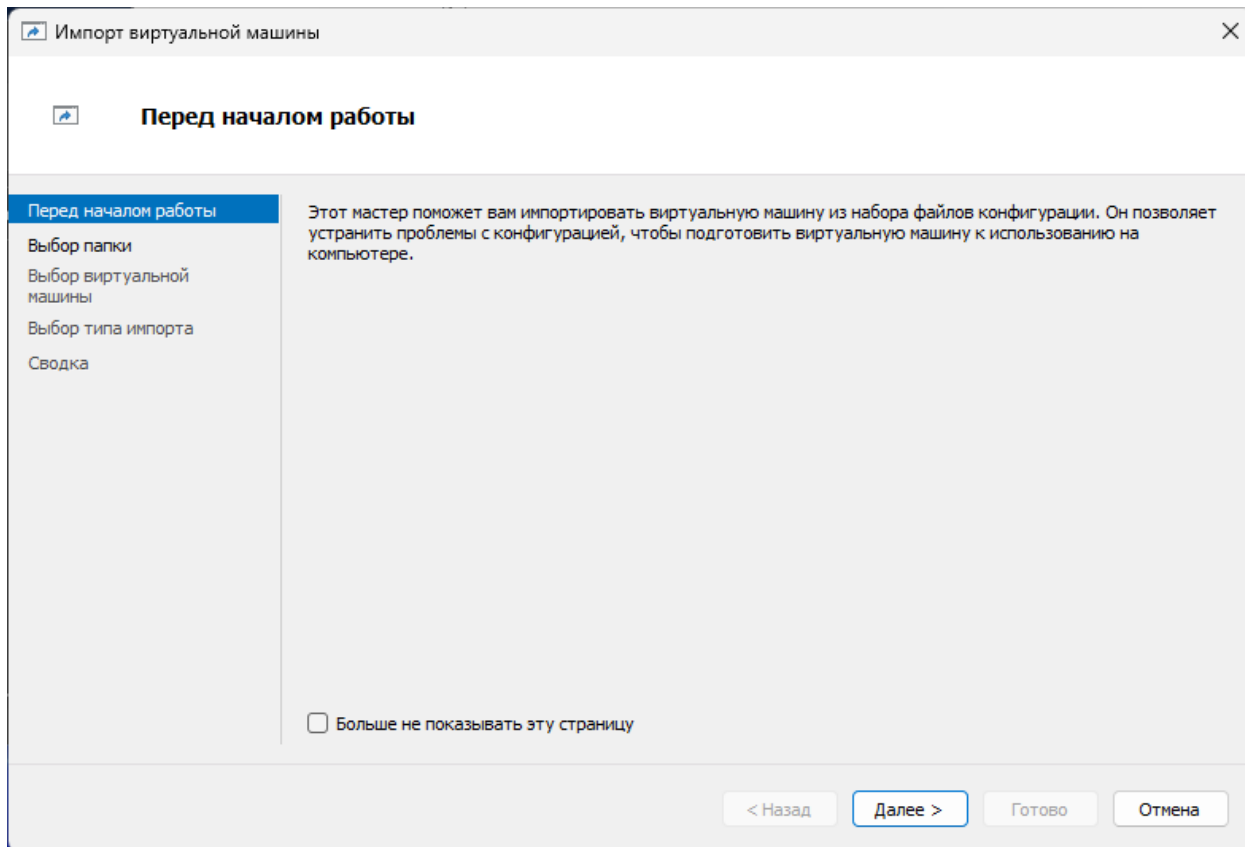 Импорт виртуальной машины
Перед началом работы
Перед началом работы
Выбор папки
Выбор виртуальной
машины
Выбор типа импорта
Сводка
Этот мастер поможет вам импортировать виртуальную машину из набора файлов конфигурации. Он позволяет
устранить проблемы с конфигурацией, чтобы подготовить виртуальную машину к использованию на
компьютере.
Больше не показывать эту страницу
< Назад
Далее >
Готово
Отмена